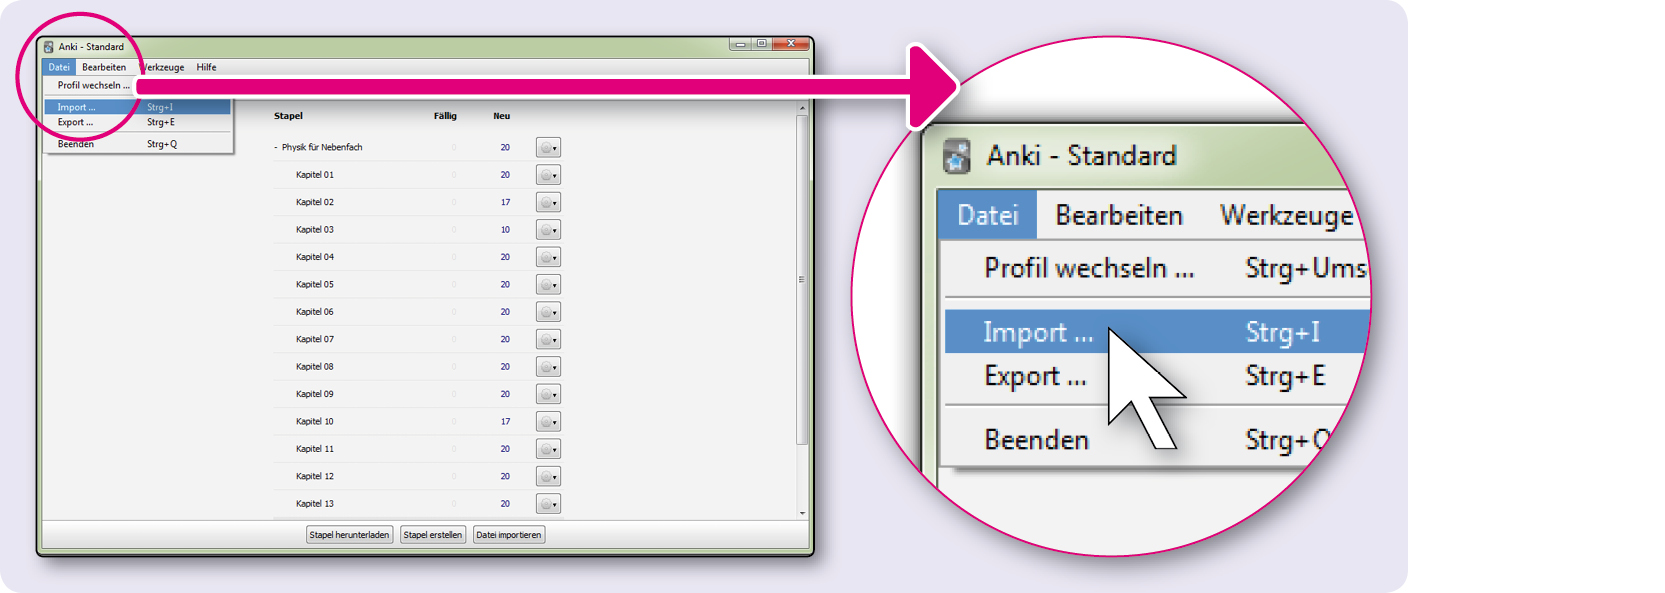 Anki - Standard
Datei Bearbeiten Werkzeuge Hilfe
Profil wechseln ...
Import ... Strg+I
Export ... Strg+E
Beenden Strg+Q
Stapel Fällig Neu
- Physik für Nebenfach 0 20
Kapitel 01 0 20
Kapitel 02 0 17
Kapitel 03 0 10
Kapitel 04 0 20
Kapitel 05 0 20
Kapitel 06 0 20
Kapitel 07 0 20
Kapitel 08 0 20
Kapitel 09 0 20
Kapitel 10 0 17
Kapitel 11 0 20
Kapitel 12 0 20
Kapitel 13 0 20
Stapel herunterladen Stapel erstellen Datei importieren
Anki - Standard
Datei Bearbeiten Werkzeuge
Profil wechseln ... Strg+Ums
Import ... Strg+I
Export ... Strg+E
Beenden Strg+Q